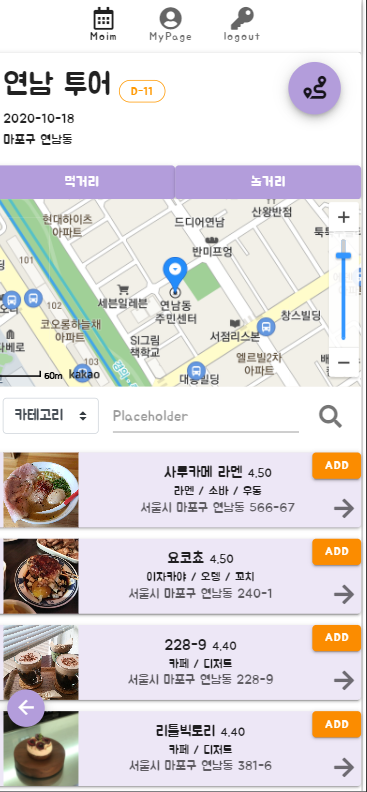 Moim
MyPage
logout
연남 투어
D-11
2020-10-18
마포구 연남동
먹거리
놀거리
산왕반점
현대하이츠
아파트
드디어연남
반미프엉
101
세븐일레븐
연남동
주민센터
102
코오롱하늘채
아파트
창스빌딩
서점리스본
SI그림
책학교
엘르빌2차
아파트
103
대흥빌딩
50m
kakao
카테고리
Placeholder
ADD
사루카메 라멘 4.50
라멘 / 소바 / 우동
서울시 마포구 연남동 566-67
ADD
요코쵸 4.50
이자카야 / 오뎅 / 꼬치
서울시 마포구 연남동 240-1
ADD
228-9 4.40
카페 / 디저트
서울시 마포구 연남동 228-9
ADD
리틀빅토리 4.40
카페 / 디저트
서울시 마포구 연남동 381-6